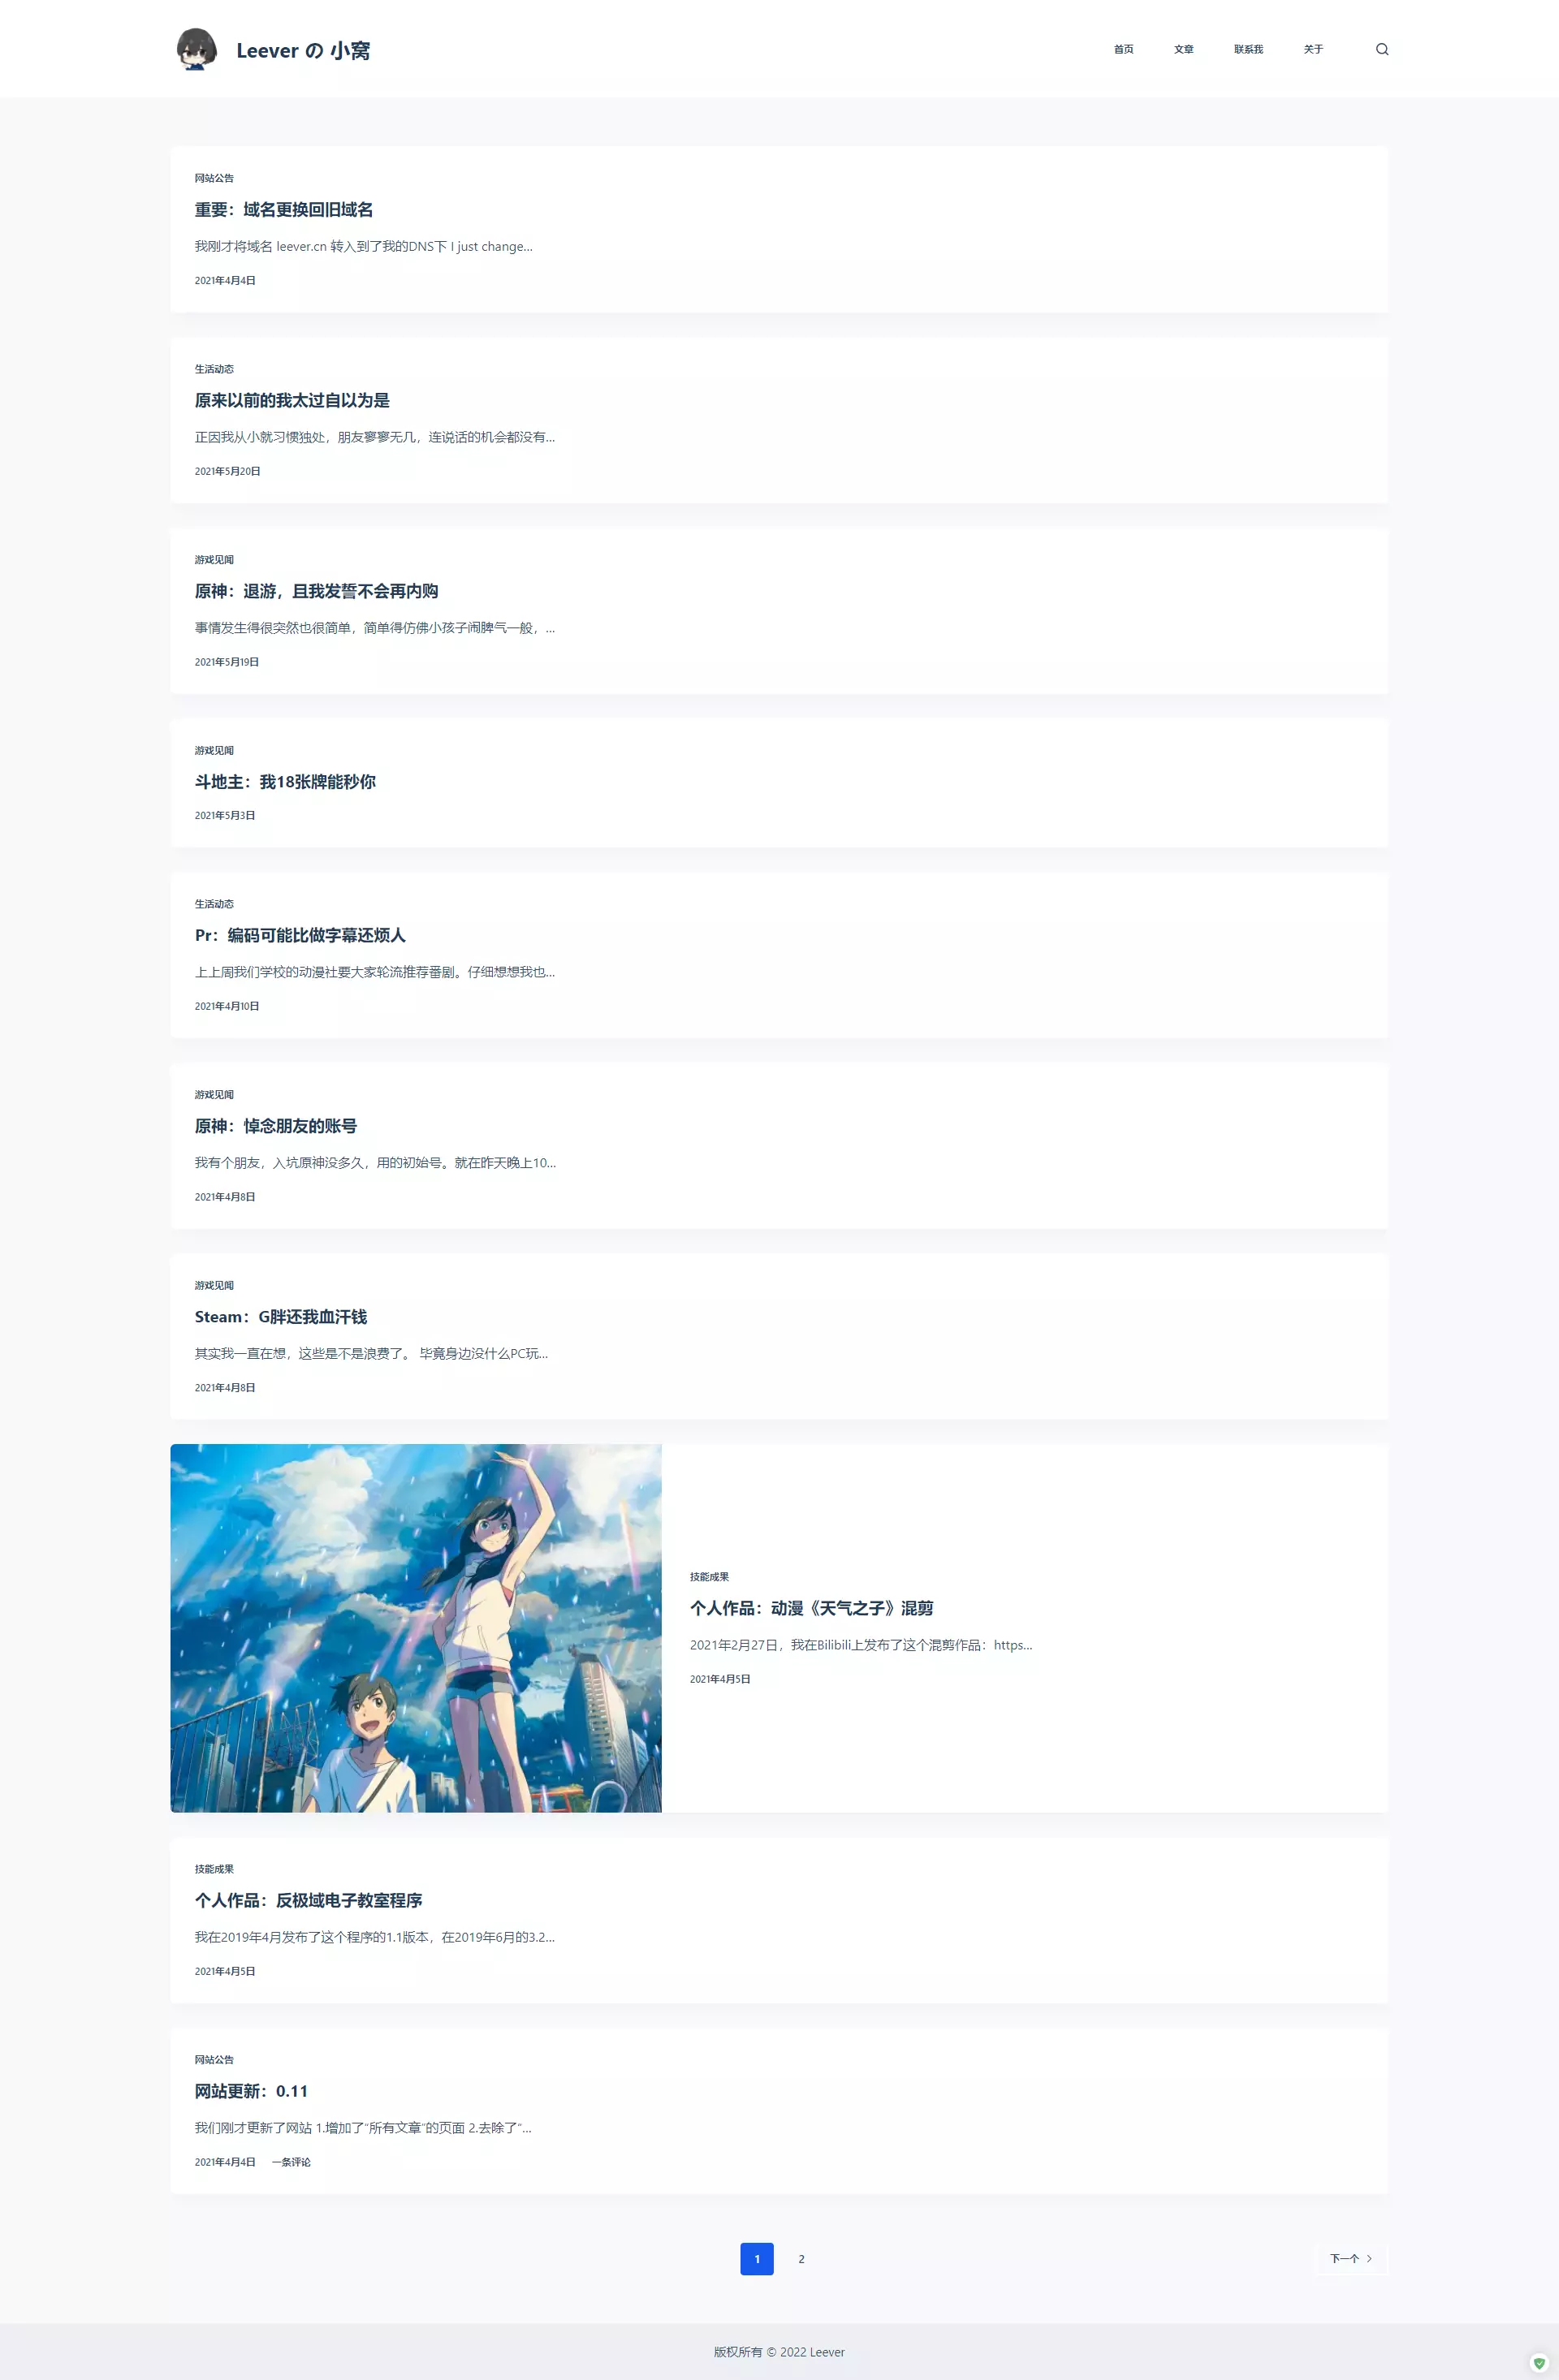 Leever の 小窝
首页 文章 联系我 关于
网站公告
重要：域名更换回旧域名
我刚才将域名 leever.cn 转入到了我的DNS下 I just change...
2021年4月4日
生活动态
原来以前的我太过自以为是
正因我从小就习惯独处，朋友寥寥无几，连说话的机会都没有...
2021年5月20日
游戏见闻
原神：退游，且我发誓不会再内购
事情发生得很突然也很简单，简单得仿佛小孩子闹脾气一般，...
2021年5月19日
游戏见闻
斗地主：我18张牌能秒你
2021年5月3日
生活动态
Pr：编码可能比做字幕还烦人
上上周我们学校的动漫社要大家轮流推荐番剧。仔细想想我也...
2021年4月10日
游戏见闻
原神：悼念朋友的账号
我有个朋友，入坑原神没多久，用的初始号。就在昨天晚上10...
2021年4月8日
游戏见闻
Steam：G胖还我血汗钱
其实我一直在想，这些是不是浪费了。 毕竟身边没什么PC玩...
2021年4月8日
技能成果
个人作品：动漫《天气之子》混剪
2021年2月27日，我在Bilibili上发布了这个混剪作品：https...
2021年4月5日
技能成果
个人作品：反极域电子教室程序
我在2019年4月发布了这个程序的1.1版本，在2019年6月的3.2...
2021年4月5日
网站公告
网站更新：0.11
我们刚才更新了网站 1.增加了“所有文章”的页面 2.去除了“...
2021年4月4日 一条评论
1 2 下一个
版权所有 © 2022 Leever